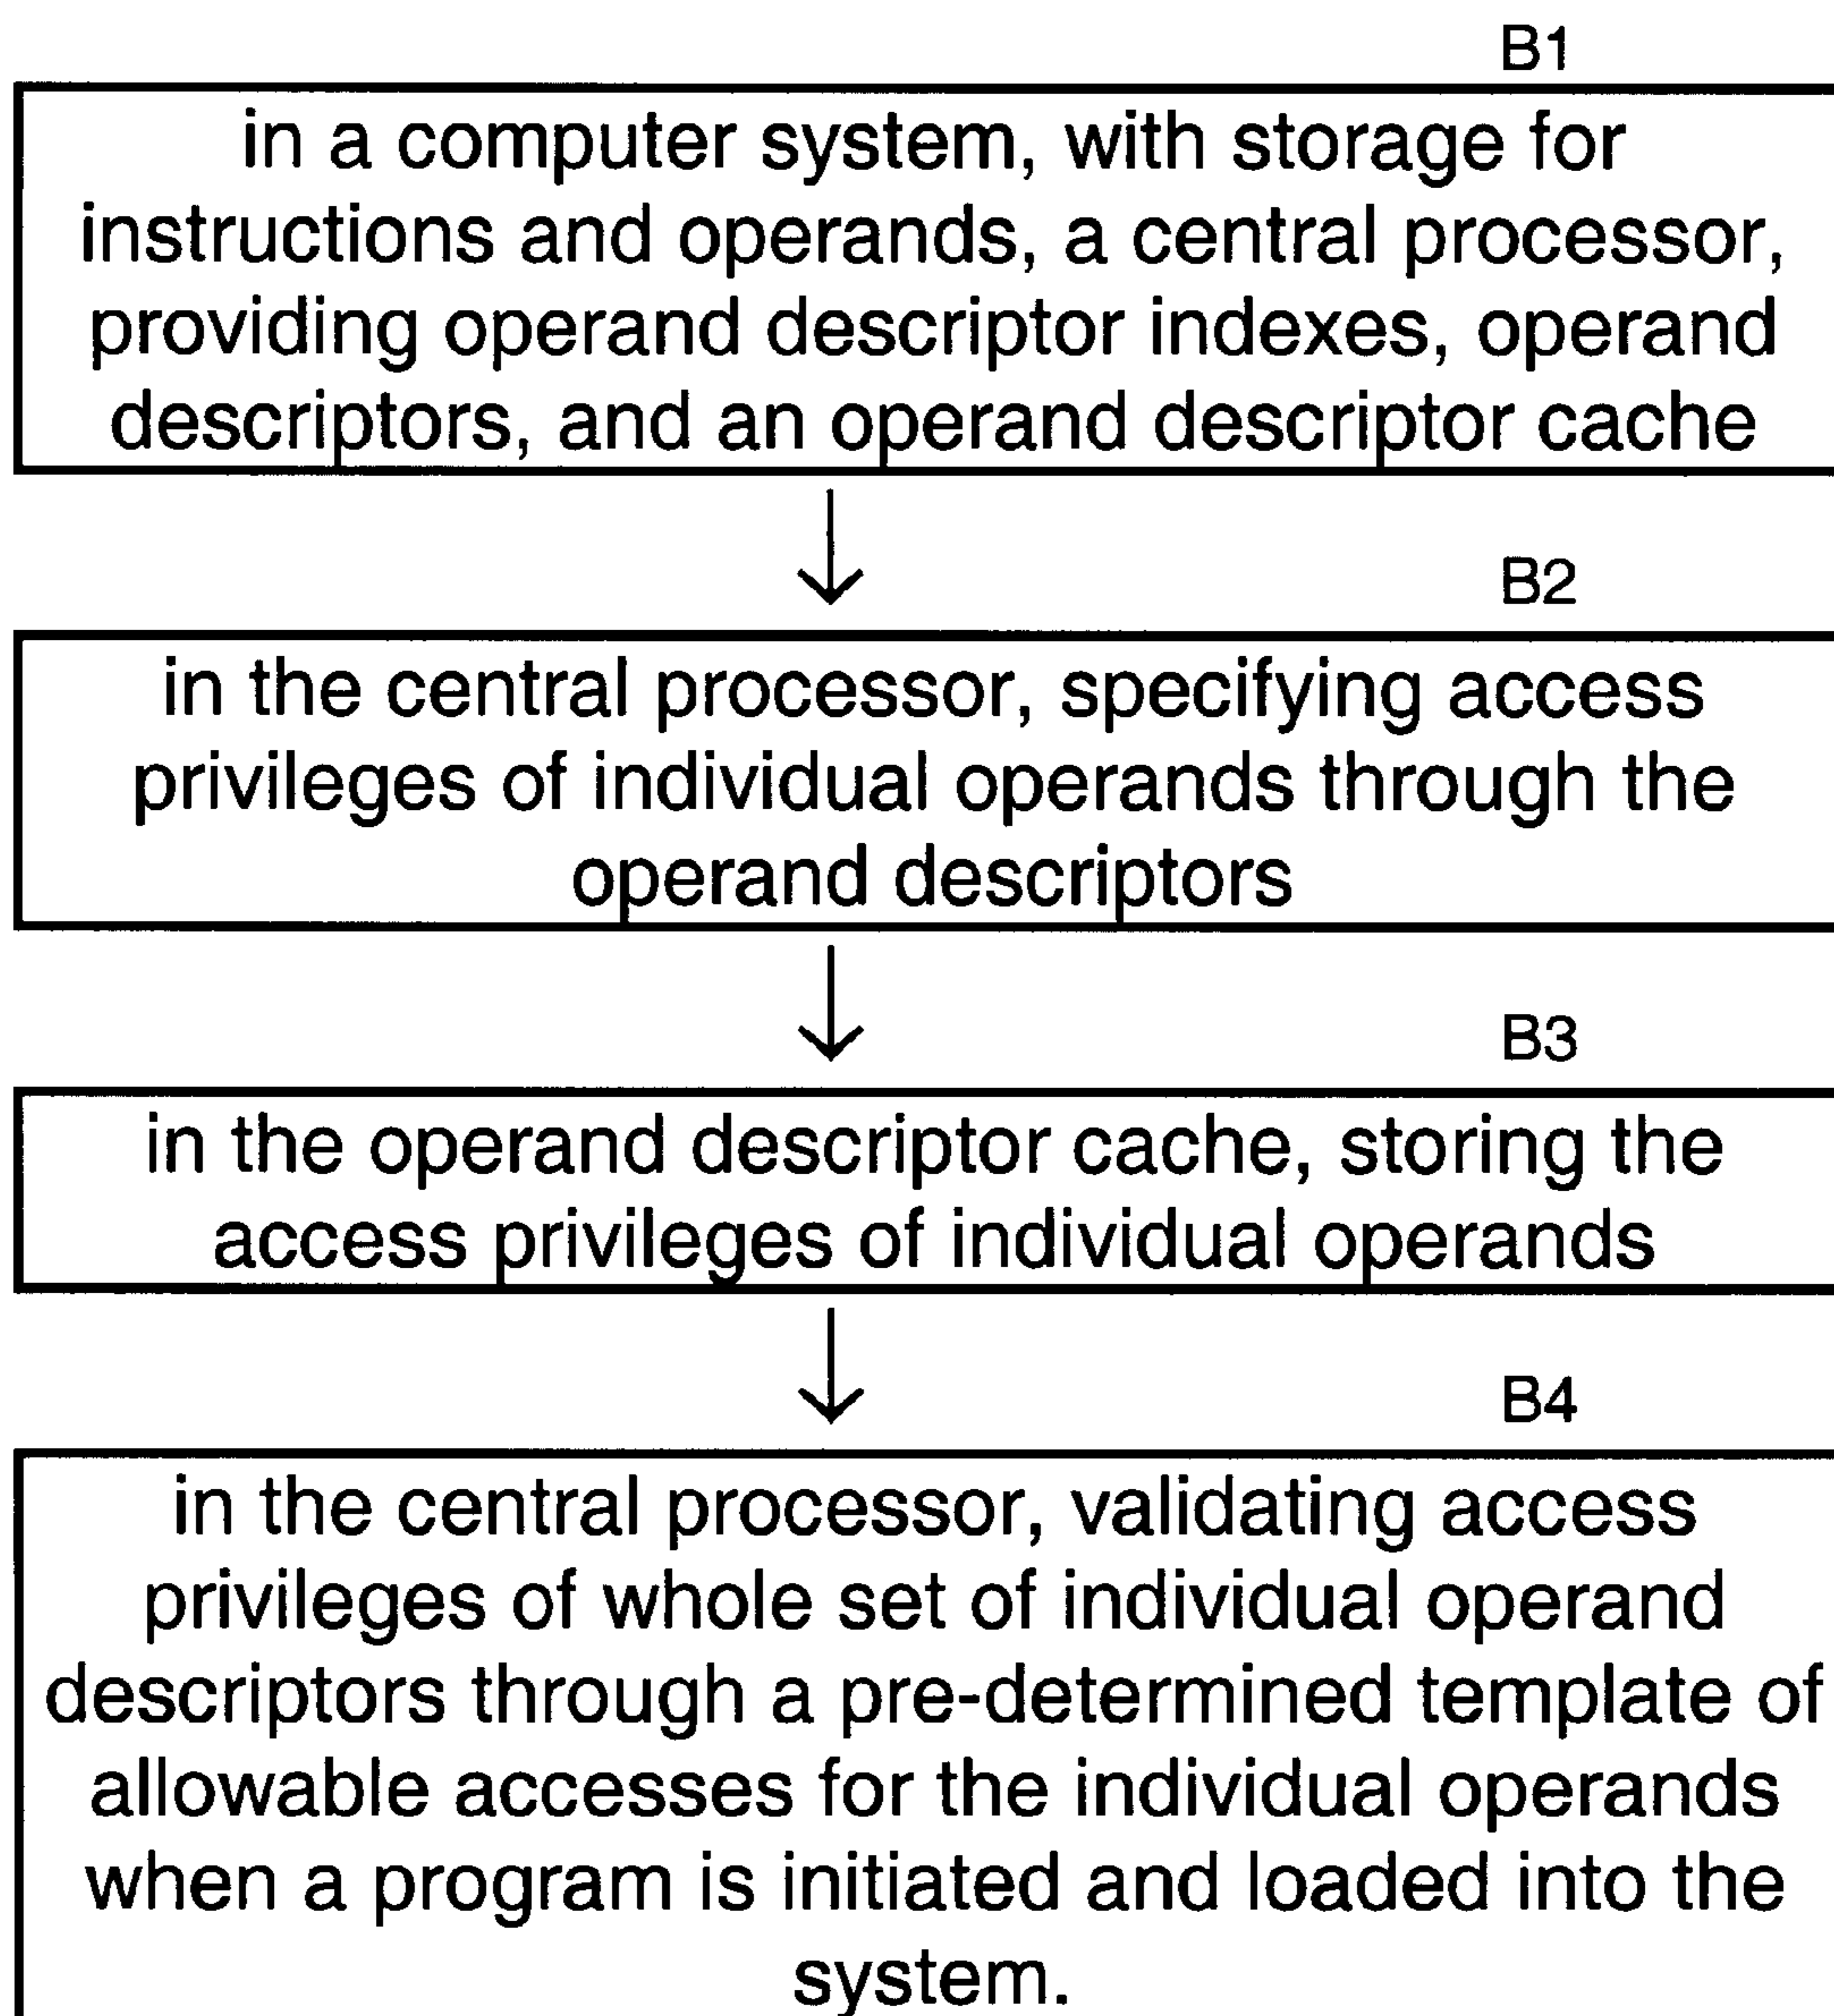 B1
in a computer system, with storage for
instructions and operands, a central processor,
providing operand descriptor indexes, operand
descriptors, and an operand descriptor cache
B2
in the central processor, specifying access
privileges of individual operands through the
operand descriptors
B3
in the operand descriptor cache, storing the
access privileges of individual operands
B4
in the central processor, validating access
privileges of whole set of individual operand
descriptors through a pre-determined template of
allowable accesses for the individual operands
when a program is initiated and loaded into the
system.